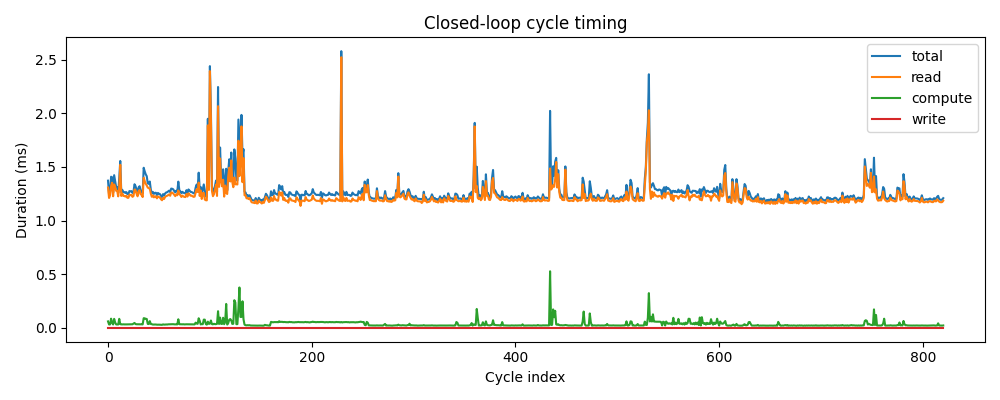 Closed-loop cycle timing
total
read
compute
write
Duration (ms)
2.5
2.0
1.5
1.0
0.5
0.0
0
200
400
600
800
Cycle index